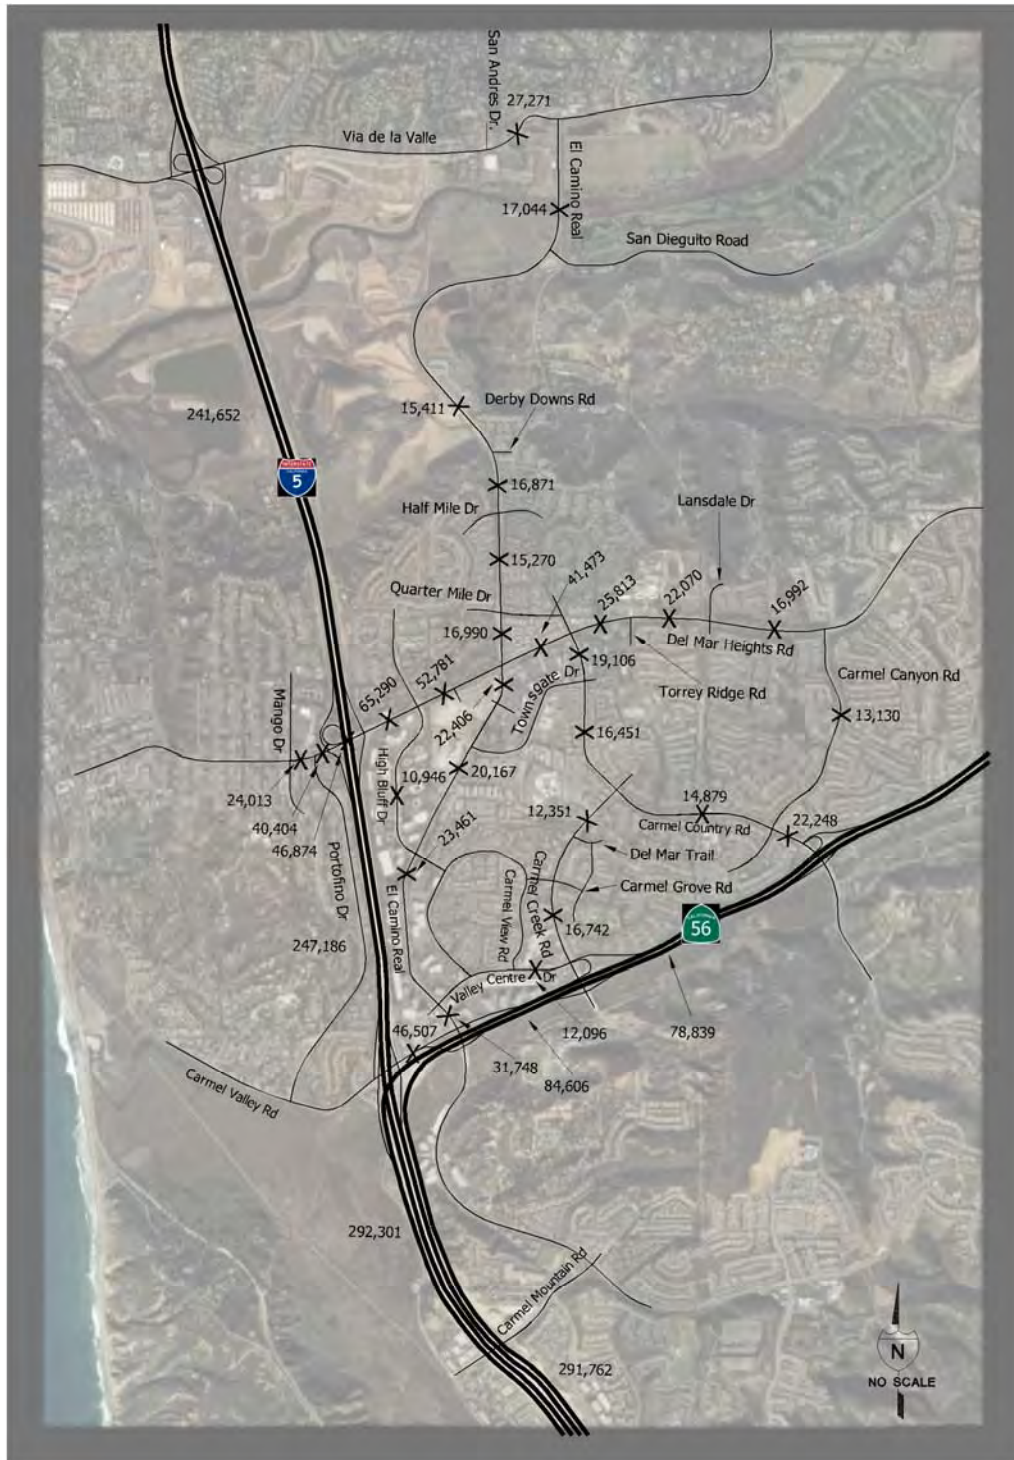 San Andres Dr.
27,271
Via de la Valle
El Camino Real
17,044
San Dieguito Road
241,652
15,411
Derby Downs Rd
INTERSTATE
CALIFORNIA
5
16,871
Lansdale Dr
Half Mile Dr
15,270
41,473
25,813
22,070
16,992
Quarter Mile Dr
16,990
Del Mar Heights Rd
19,106
Carmel Canyon Rd
52,781
65,290
Townsgate Dr
Torrey Ridge Rd
Mango Dr
22,406
13,130
16,451
High Bluff Dr
10,946
20,167
24,013
40,404
46,874
23,461
12,351
14,879
22,248
Carmel Country Rd
Portofino Dr
Del Mar Trail
Carmel View Rd
Carmey Creek Rd
Carmel Grove Rd
El Camino Real
16,742
CALIFORNIA
56
247,186
Valley Centre Dr
46,507
12,096
78,839
31,748
84,606
Carmel Valley Rd
292,301
Carmel Mountain Rd
291,762
N
NO SCALE